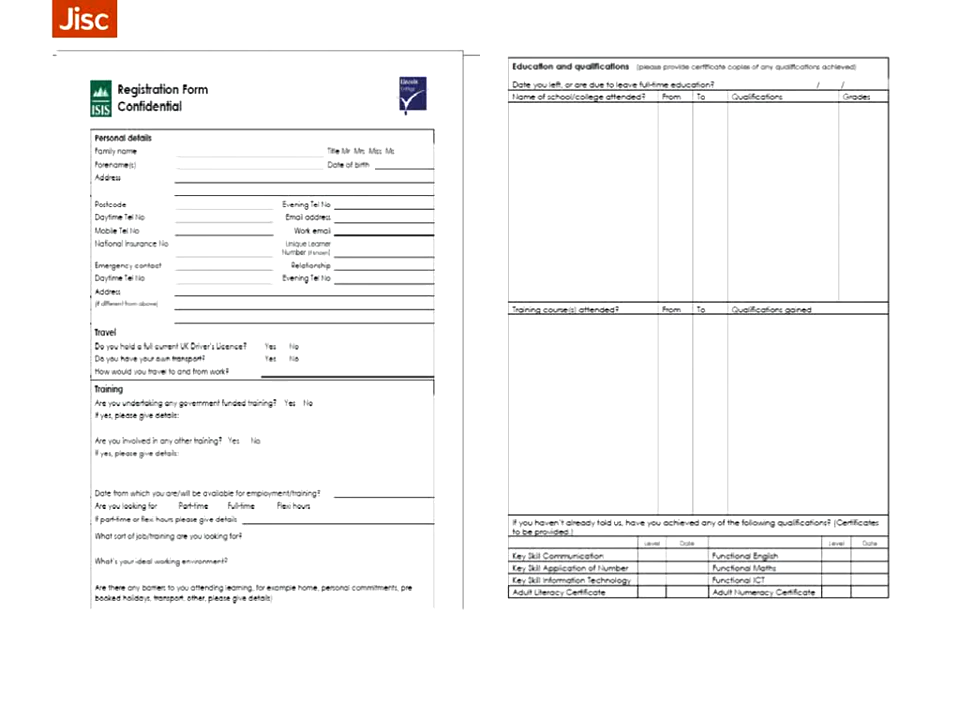 Jisc
ISIS
Registration Form
Confidential
Lincoln
College
Personal details
Family name Title Mr Mrs Miss Ms
Forename(s) Date of birth
Address
Postcode Evening Tel No
Daytime Tel No Email address
Mobile Tel No Work email
National Insurance No Unique Learner
Number (if known)
Emergency contact Relationship
Daytime Tel No Evening Tel No
Address
(if different from above)
Travel
Do you hold a full current UK Driver's Licence? Yes No
Do you have your own transport? Yes No
How would you travel to and from work?
Training
Are you undertaking any government funded training? Yes No
If yes, please give details:
Are you involved in any other training? Yes No
If yes, please give details:
Date from which you are/will be available for employment/training?
Are you looking for Part-time Full-time Flexi hours
If part-time or flexi hours please give details
What sort of job/training are you looking for?
What's your ideal working environment?
Are there any barriers to you attending learning, for example home, personal commitments, pre
booked holidays, transport, other, please give details)
Education and qualifications (please provide certificate copies of any qualifications achieved)
Date you left, or are due to leave full-time education? / /
Name of school/college attended? From To Qualifications Grades
Training course(s) attended? From To Qualifications gained
If you haven't already told us, have you achieved any of the following qualifications? (Certificates
to be provided.)
Level Date Level Date
Key Skill Communication Functional English
Key Skill Application of Number Functional Maths
Key Skill Information Technology Functional ICT
Adult Literacy Certificate Adult Numeracy Certificate